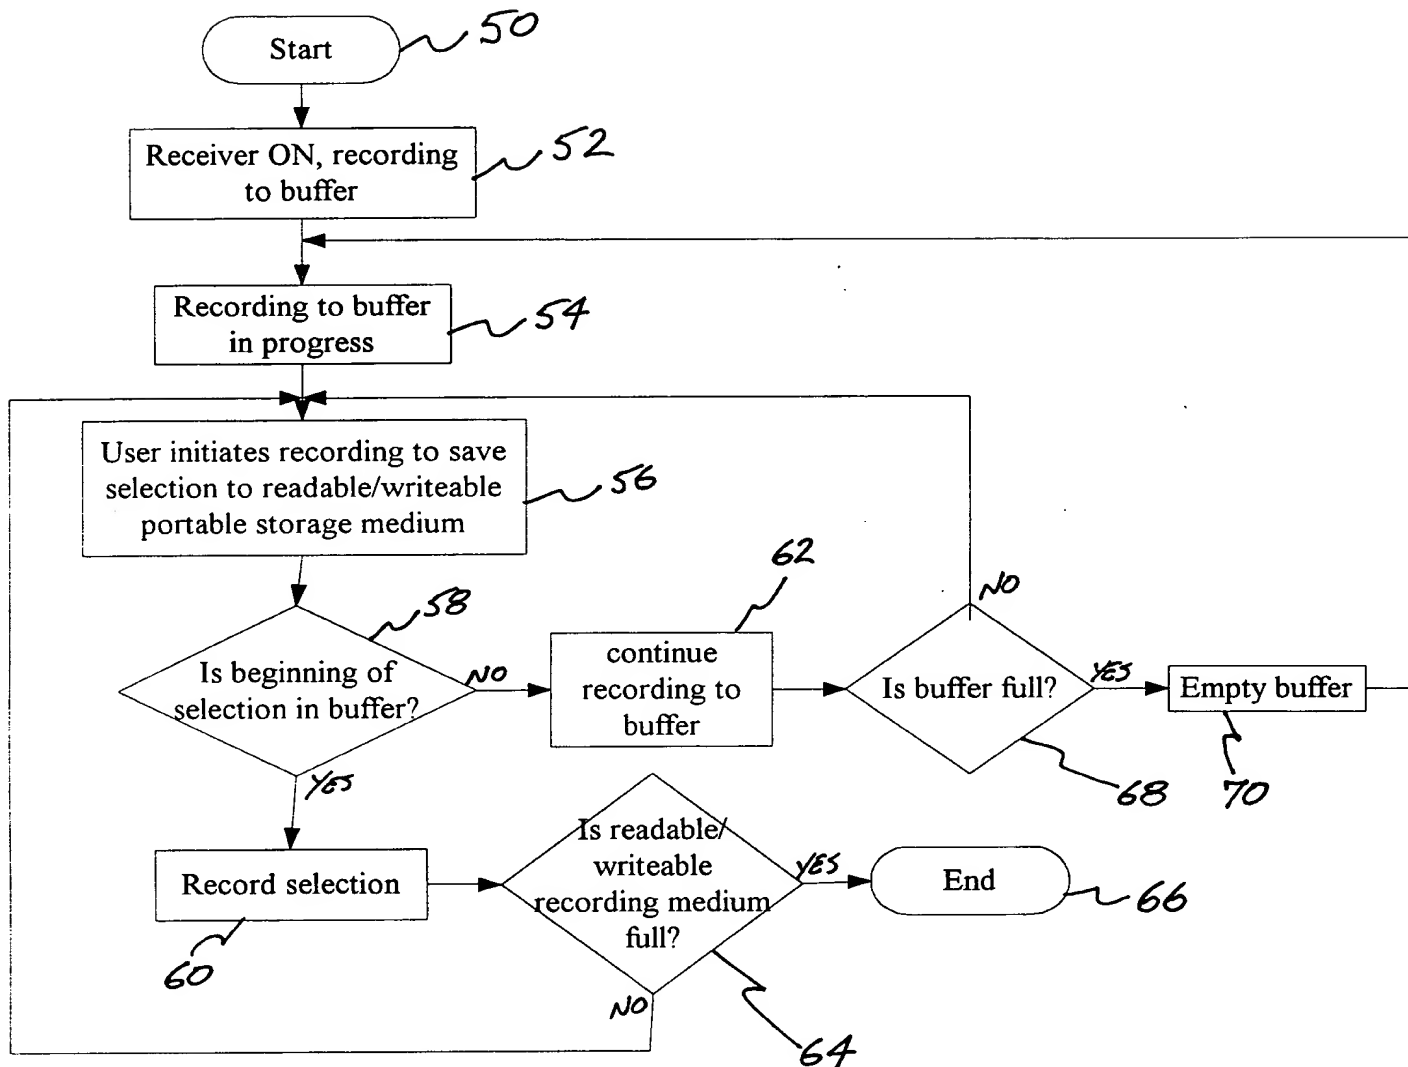 Start
50
Receiver ON, recording
to buffer
52
Recording to buffer
in progress
54
User initiates recording to save
selection to readable/writeable
portable storage medium
56
Is beginning of
selection in buffer?
58
NO
YES
continue
recording to
buffer
62
Is buffer full?
NO
YES
68
Empty buffer
70
Record selection
60
Is readable/
writeable
recording medium
full?
YES
NO
64
End
66